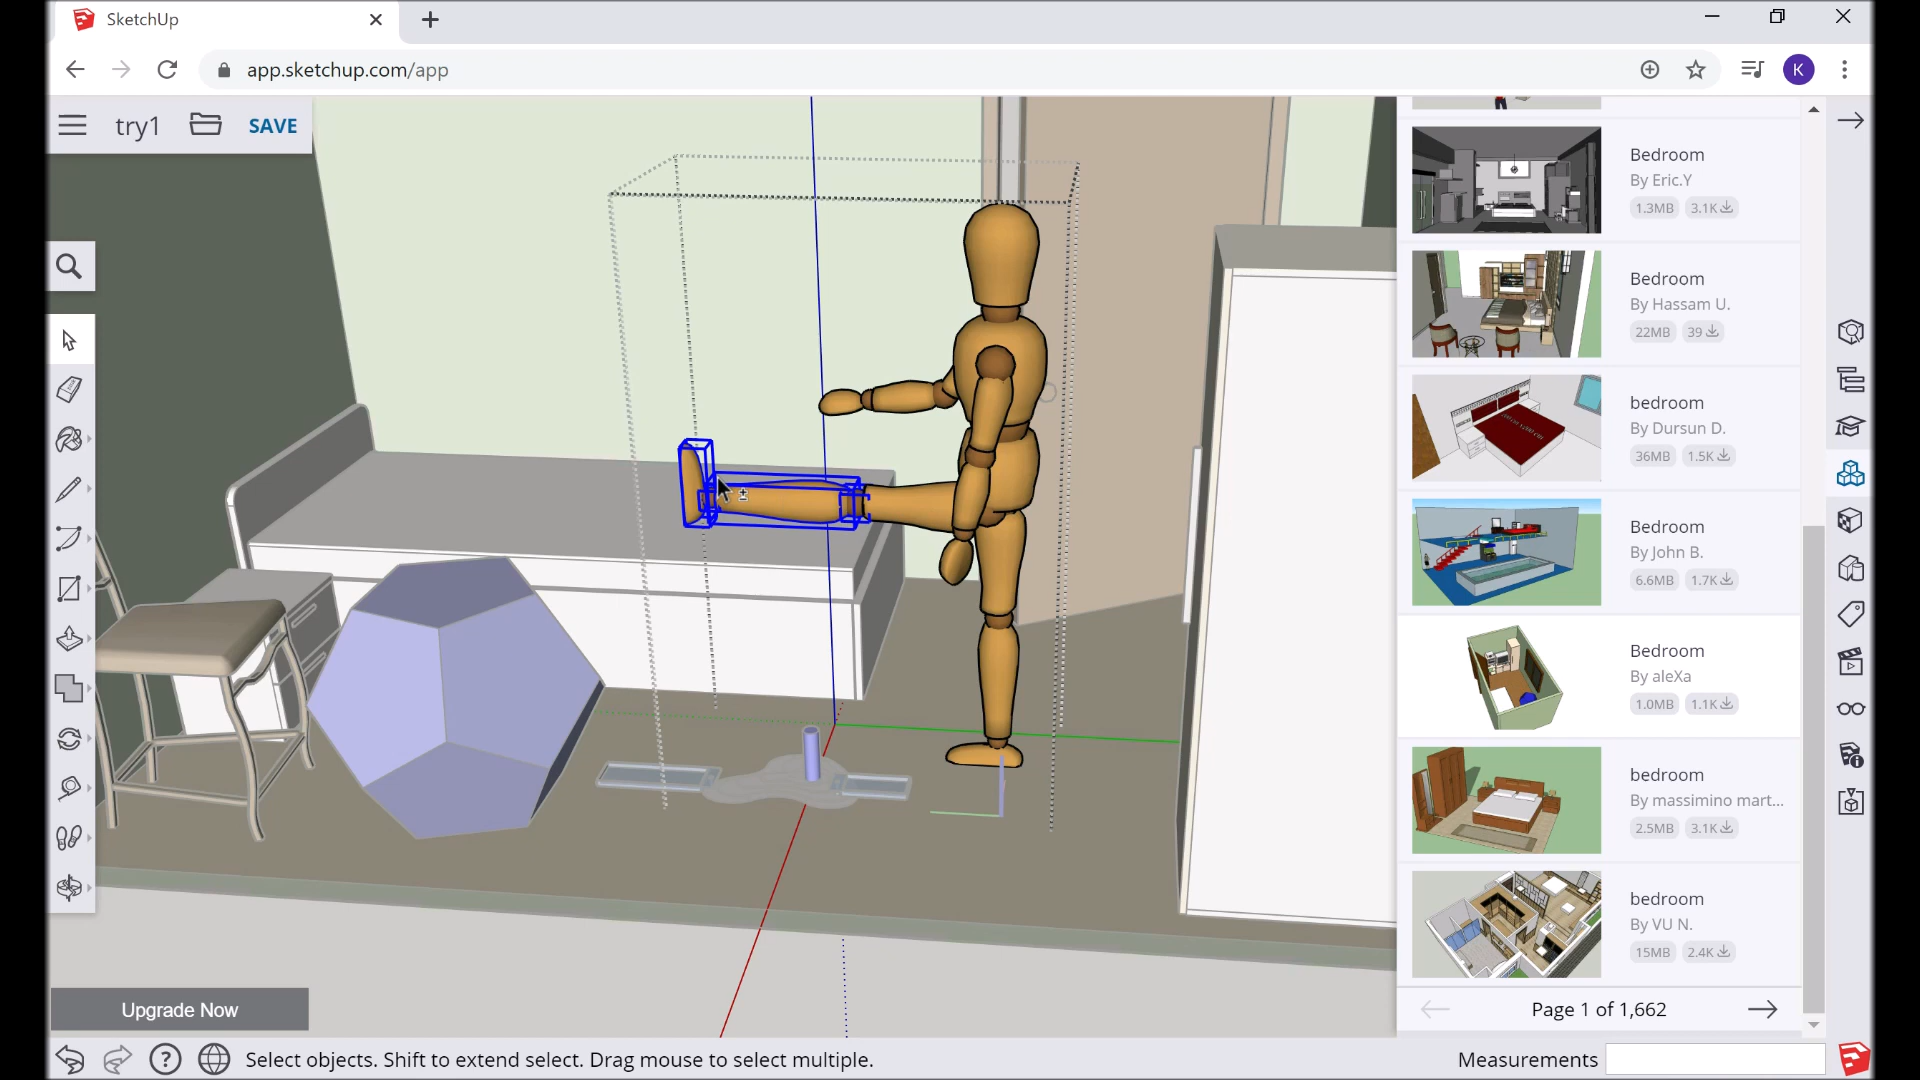 SketchUp
app.sketchup.com/app
K
try1
SAVE
Bedroom
By Eric.Y
1.3MB 3.1K
Bedroom
By Hassam U.
22MB 39
bedroom
By Dursun D.
36MB 1.5K
Bedroom
By John B.
6.6MB 1.7K
Bedroom
By aleXa
1.0MB 1.1K
bedroom
By massimino mart...
2.5MB 3.1K
bedroom
By VU N.
15MB 2.4K
Page 1 of 1,662
Upgrade Now
Select objects. Shift to extend select. Drag mouse to select multiple.
Measurements